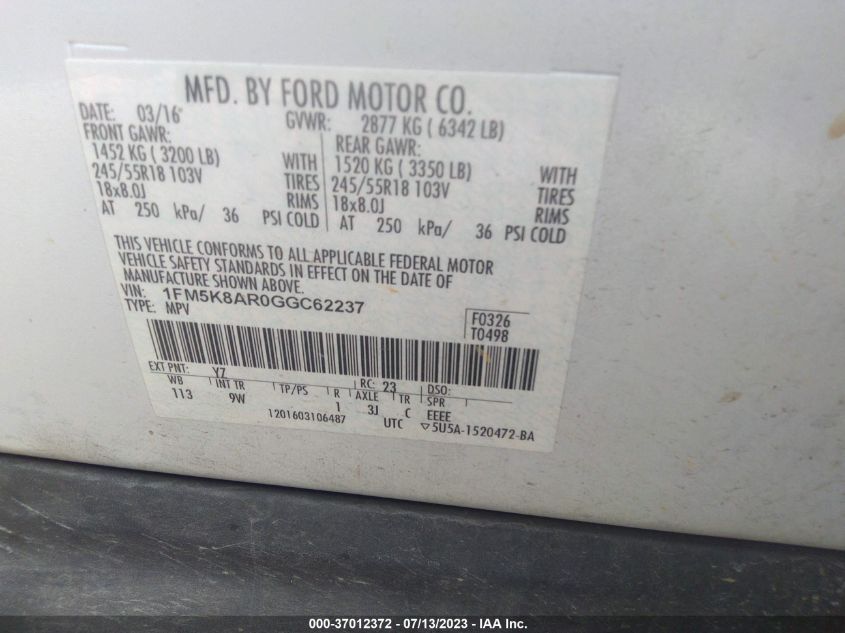 MFD. BY FORD MOTOR CO.
DATE: 03/16 GVWR: 2877 KG ( 6342 LB)
FRONT GAWR: REAR GAWR:
1452 KG ( 3200 LB) WITH 1520 KG ( 3350 LB) WITH
245/55R18 103V TIRES 245/55R18 103V TIRES
18x8.0J RIMS 18x8.0J RIMS
AT 250 kPa/ 36 PSI COLD AT 250 kPa/ 36 PSI COLD
THIS VEHICLE CONFORMS TO ALL APPLICABLE FEDERAL MOTOR
VEHICLE SAFETY STANDARDS IN EFFECT ON THE DATE OF
MANUFACTURE SHOWN ABOVE.
VIN: 1FM5K8AR0GGC62237
TYPE: MPV
F0326
T0498
EXT PNT: YZ RC: 23 DSO:
WB INT TR TP/PS R AXLE TR SPR
113 9W 1 3J C EEEE
1201603106487 UTC ▽5U5A-1520472-BA
000-37012372 - 07/13/2023 - IAA Inc.